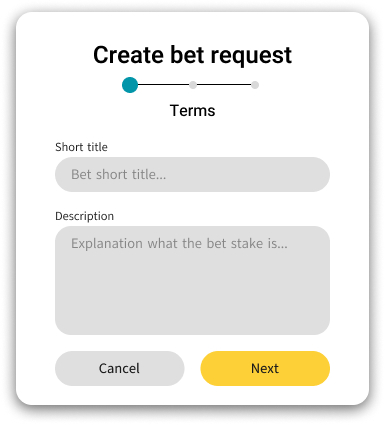 Create bet request
Terms
Short title
Bet short title...
Description
Explanation what the bet stake is...
Cancel
Next